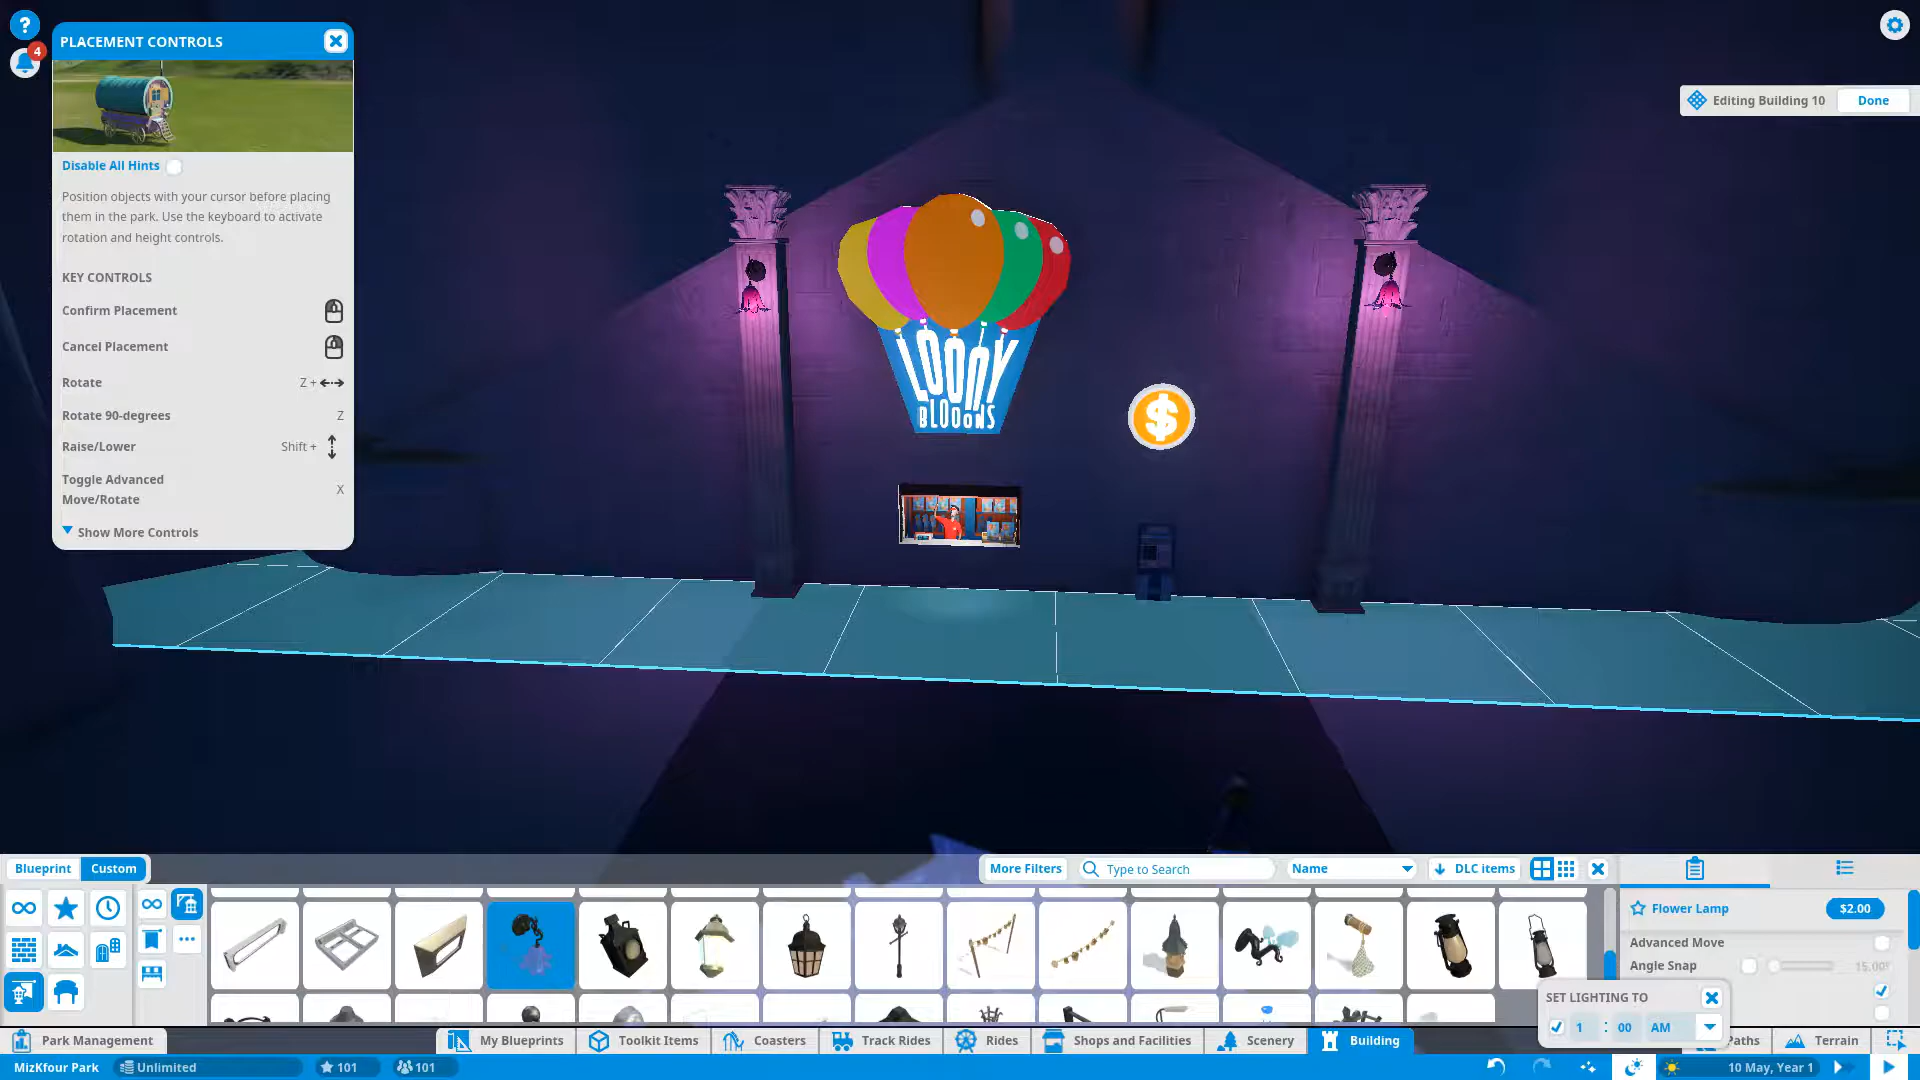 ?
4
PLACEMENT CONTROLS
Disable All Hints
Position objects with your cursor before placing
them in the park. Use the keyboard to activate
rotation and height controls.
KEY CONTROLS
Confirm Placement
Cancel Placement
Rotate Z +
Rotate 90-degrees Z
Raise/Lower Shift +
Toggle Advanced
Move/Rotate X
Show More Controls
Editing Building 10 Done
LOONY
BLOOONS
$
Blueprint Custom
More Filters Type to Search Name DLC items
Flower Lamp $2.00
Advanced Move
Angle Snap 15.00°
SET LIGHTING TO
1 : 00 AM
Park Management My Blueprints Toolkit Items Coasters Track Rides Rides Shops and Facilities Scenery Building Paths Terrain
MizKfour Park Unlimited 101 101 10 May, Year 1